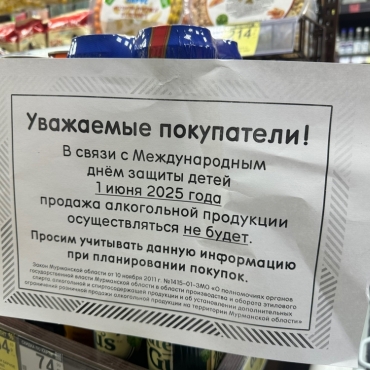 214
Уважаемые покупатели!
В связи с Международным
днём защиты детей
1 июня 2025 года
продажа алкогольной продукции
осуществляться не будет.
Просим учитывать данную информацию
при планировании покупок.
Закон Мурманской области от 10 ноября 2011 г. №1435-01-ЗМО «О полномочиях органов
государственной власти Мурманской области в области производства и оборота этилового
спирта, алкогольной и спиртосодержащей продукции и об установлении дополнительных
ограничений розничной продажи алкогольной продукции на территории Мурманской области»
74